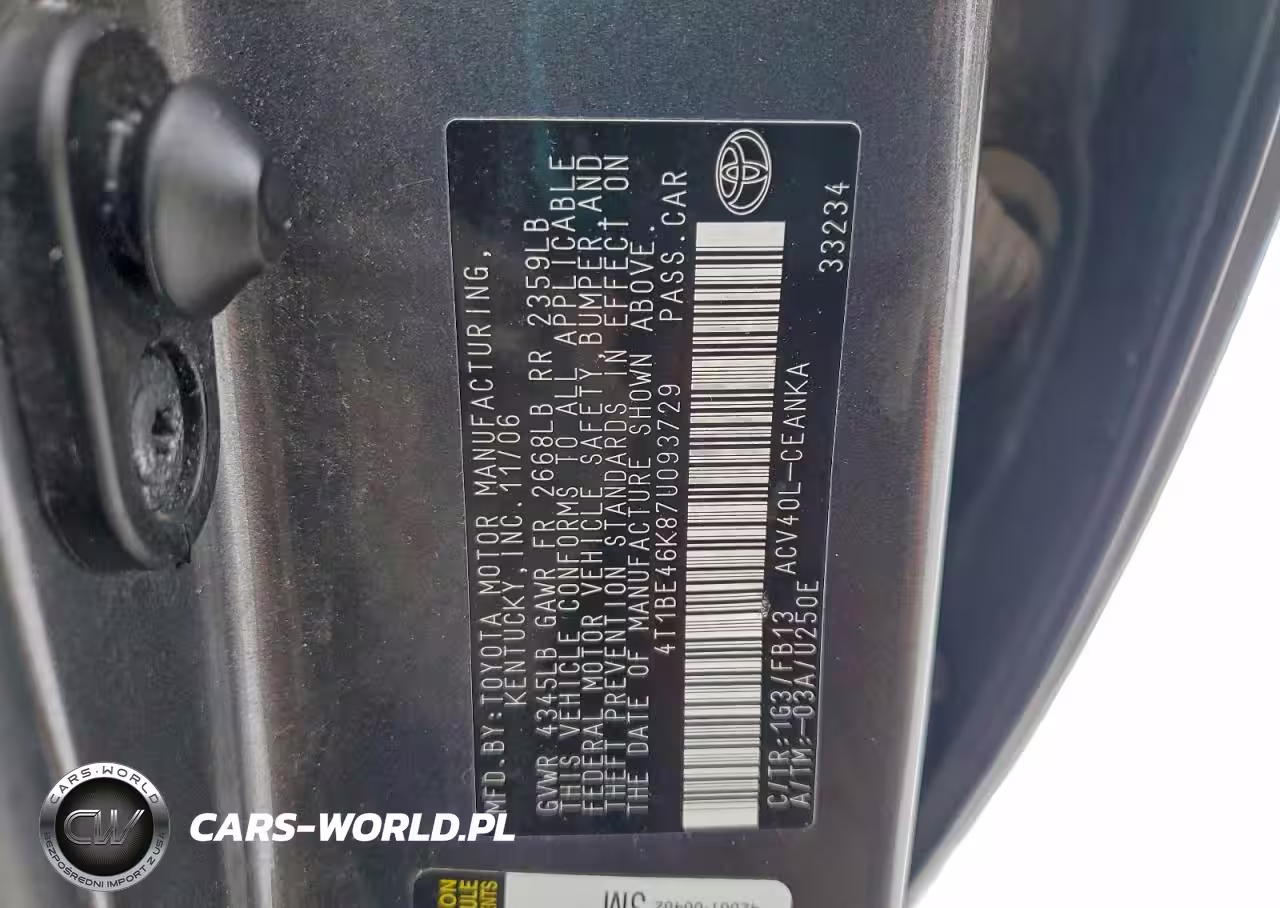 MFD.BY:TOYOTA MOTOR MANUFACTURING,
KENTUCKY, INC. 11/06
GVWR 4345LB GAWR FR 2668LB RR 2359LB
THIS VEHICLE CONFORMS TO ALL APPLICABLE
FEDERAL MOTOR VEHICLE SAFETY, BUMPER, AND
THEFT PREVENTION STANDARDS IN EFFECT ON
THE DATE OF MANUFACTURE SHOWN ABOVE.
4T1BE46K87U093729 PASS.CAR
C/TR:1G3/FB13 ACV40L-CEANKA
A/TM:-03A/U250E
33234
CARS-WORLD
CW
BEZPOŚREDNI IMPORT Z USA
CARS-WORLD.PL